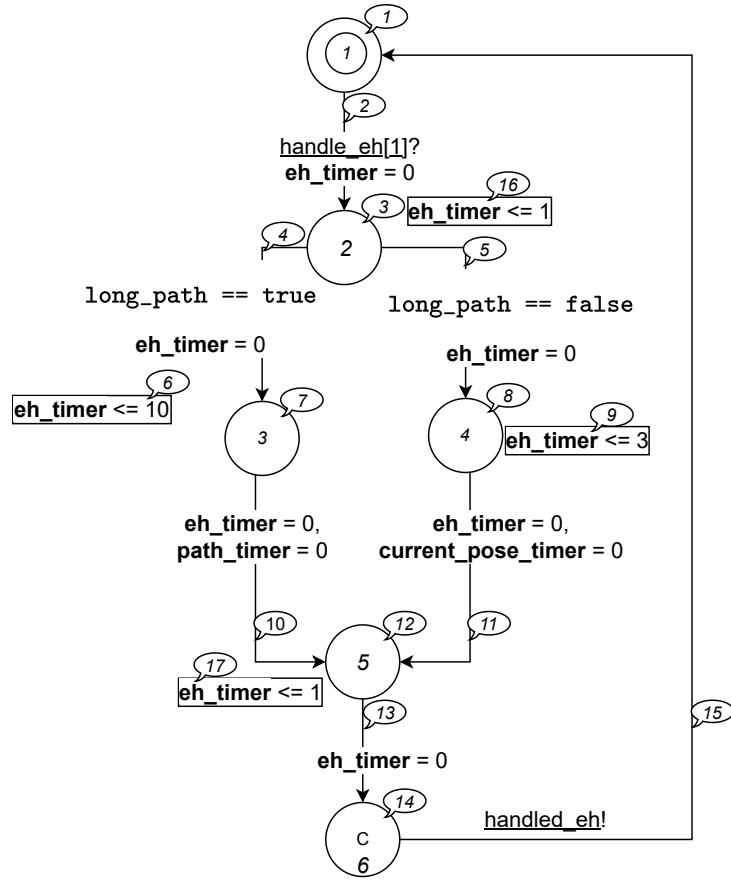 1
1
2
handle_eh[1]?
eh_timer = 0
16
3
eh_timer <= 1
4
2
5
long_path == true
long_path == false
eh_timer = 0
eh_timer = 0
6
7
8
eh_timer <= 10
9
3
4
eh_timer <= 3
eh_timer = 0,
path_timer = 0
eh_timer = 0,
current_pose_timer = 0
10
12
11
17
5
eh_timer <= 1
13
15
eh_timer = 0
14
handled_eh!
C
6